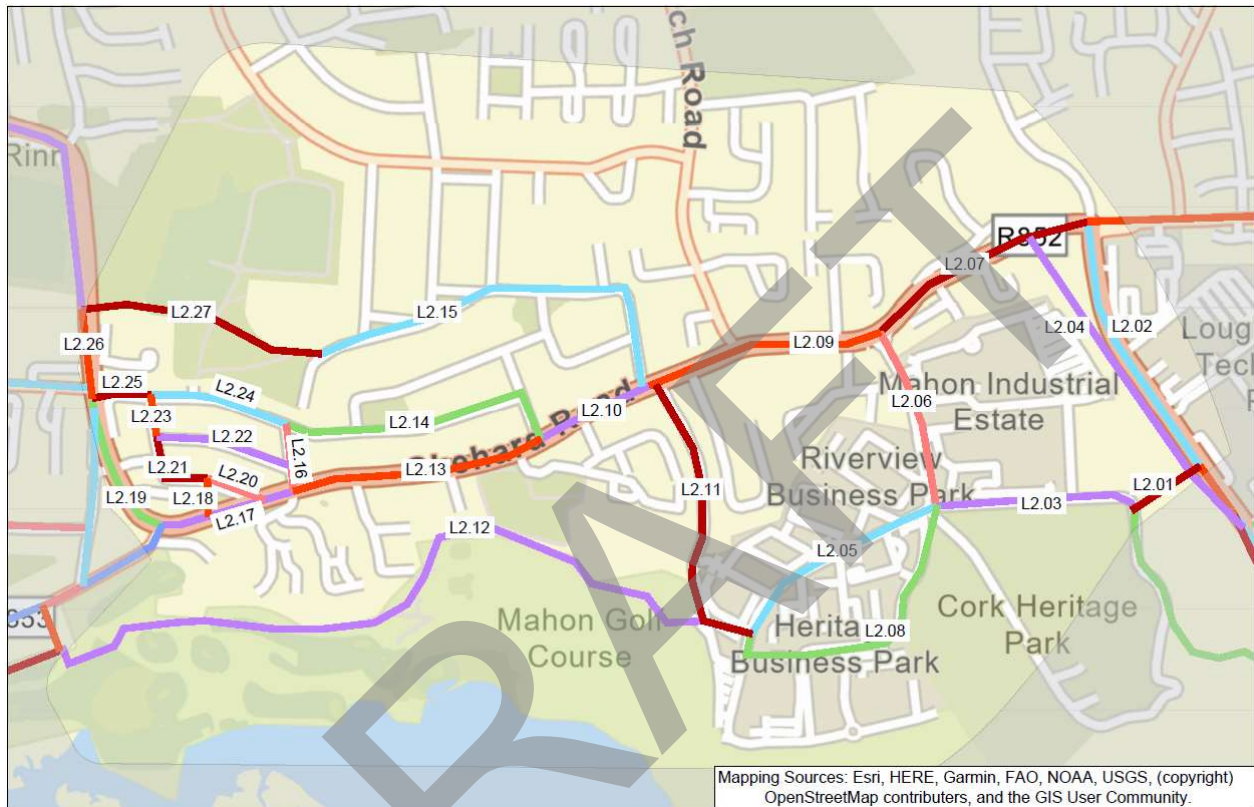 ch Road
Rinn
R852
L2.07
L2.27
L2.15
L2.04
L2.02
L2.26
L2.09
L2.25
L2.24
L2.06
Mahon Industrial
Estate
L2.23
L2.14
L2.10
L2.22
L2.16
L2.13
Road
L2.21
L2.20
Riverview
Business Park
L2.11
L2.01
L2.19
L2.18
L2.17
L2.03
L2.12
L2.05
Mahon Golf
Course
Cork Heritage
Park
L2.08
Business Park
DRAFT
Mapping Sources: Esri, HERE, Garmin, FAO, NOAA, USGS, (copyright)
OpenStreetMap contributors, and the GIS User Community.